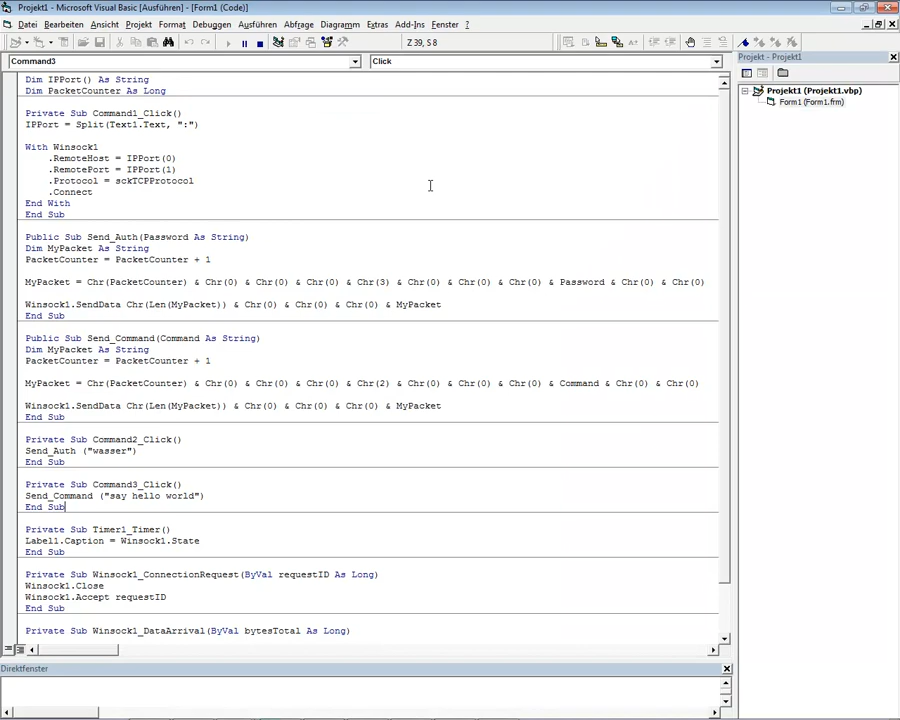 Projekt1 - Microsoft Visual Basic [Ausführen] - [Form1 (Code)]
Datei Bearbeiten Ansicht Projekt Format Debuggen Ausführen Abfrage Diagramm Extras Add-Ins Fenster ?
Z 39, S 8
Command3 Click
Projekt - Projekt1
Projekt1 (Projekt1.vbp)
Form1 (Form1.frm)
Dim IPPort() As String
Dim PacketCounter As Long
Private Sub Command1_Click()
IPPort = Split(Text1.Text, ":")
With Winsock1
.RemoteHost = IPPort(0)
.RemotePort = IPPort(1)
.Protocol = sckTCPProtocol
.Connect
End With
End Sub
Public Sub Send_Auth(Password As String)
Dim MyPacket As String
PacketCounter = PacketCounter + 1
MyPacket = Chr(PacketCounter) & Chr(0) & Chr(0) & Chr(0) & Chr(3) & Chr(0) & Chr(0) & Chr(0) & Password & Chr(0) & Chr(0)
Winsock1.SendData Chr(Len(MyPacket)) & Chr(0) & Chr(0) & Chr(0) & MyPacket
End Sub
Public Sub Send_Command(Command As String)
Dim MyPacket As String
PacketCounter = PacketCounter + 1
MyPacket = Chr(PacketCounter) & Chr(0) & Chr(0) & Chr(0) & Chr(2) & Chr(0) & Chr(0) & Chr(0) & Command & Chr(0) & Chr(0)
Winsock1.SendData Chr(Len(MyPacket)) & Chr(0) & Chr(0) & Chr(0) & MyPacket
End Sub
Private Sub Command2_Click()
Send_Auth ("wasser")
End Sub
Private Sub Command3_Click()
Send_Command ("say hello world")
End Sub
Private Sub Timer1_Timer()
Label1.Caption = Winsock1.State
End Sub
Private Sub Winsock1_ConnectionRequest(ByVal requestID As Long)
Winsock1.Close
Winsock1.Accept requestID
End Sub
Private Sub Winsock1_DataArrival(ByVal bytesTotal As Long)
Direktfenster